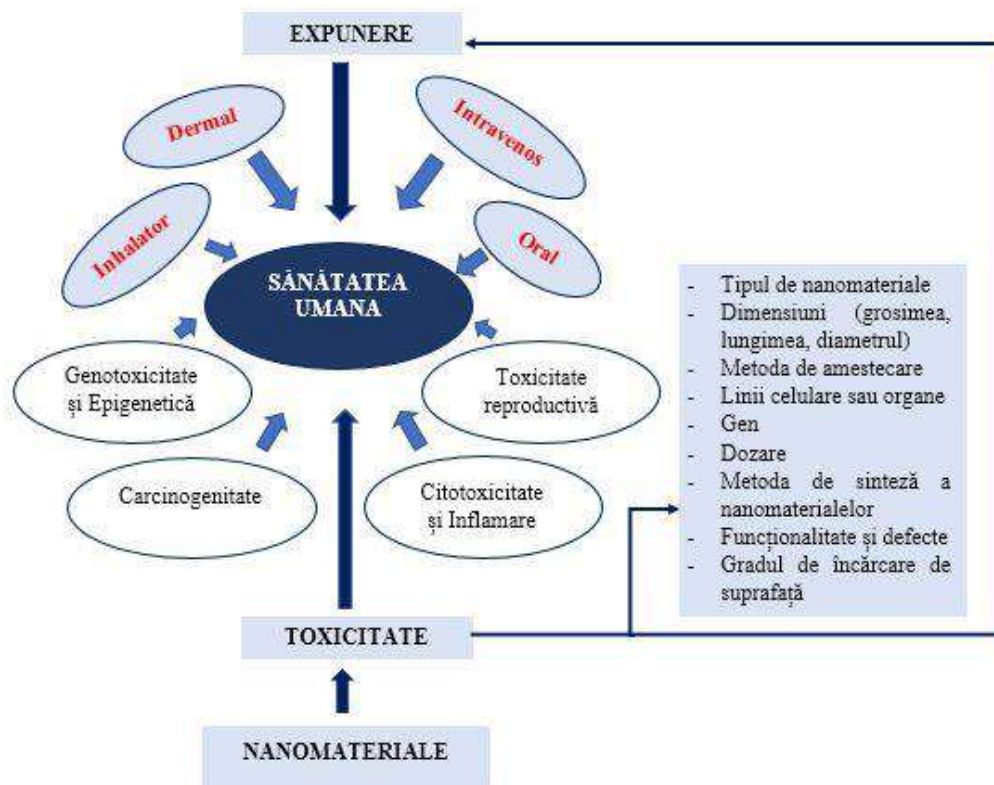 EXPUNERE
Dermal
Intravenos
Inhalator
Oral
SĂNĂTATEA
UMANA
Genotoxicitate
și Epigenetică
Toxicitate
reproductivă
Carcinogenitate
Citotoxicitate
și Inflamare
- Tipul de nanomateriale
- Dimensiuni (grosimea,
lungimea, diametrul)
- Metoda de amestecare
- Linii celulare sau organe
- Gen
- Dozare
- Metoda de sinteză a
nanomaterialelor
- Funcționalitate și defecte
- Gradul de încărcare de
suprafață
TOXICITATE
NANOMATERIALE